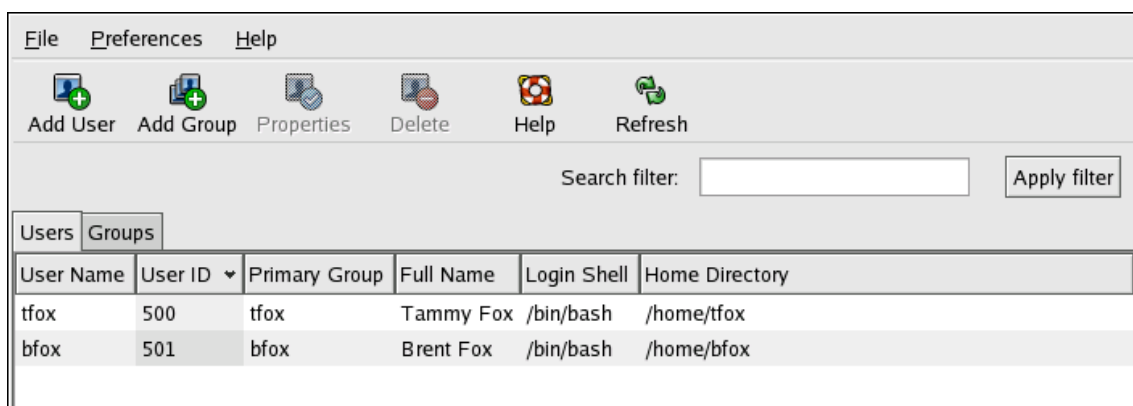 File Preferences Help
Add User Add Group Properties Delete Help Refresh
Search filter: Apply filter
Users Groups
User Name User ID Primary Group Full Name Login Shell Home Directory
tfox 500 tfox Tammy Fox /bin/bash /home/tfox
bfox 501 bfox Brent Fox /bin/bash /home/bfox